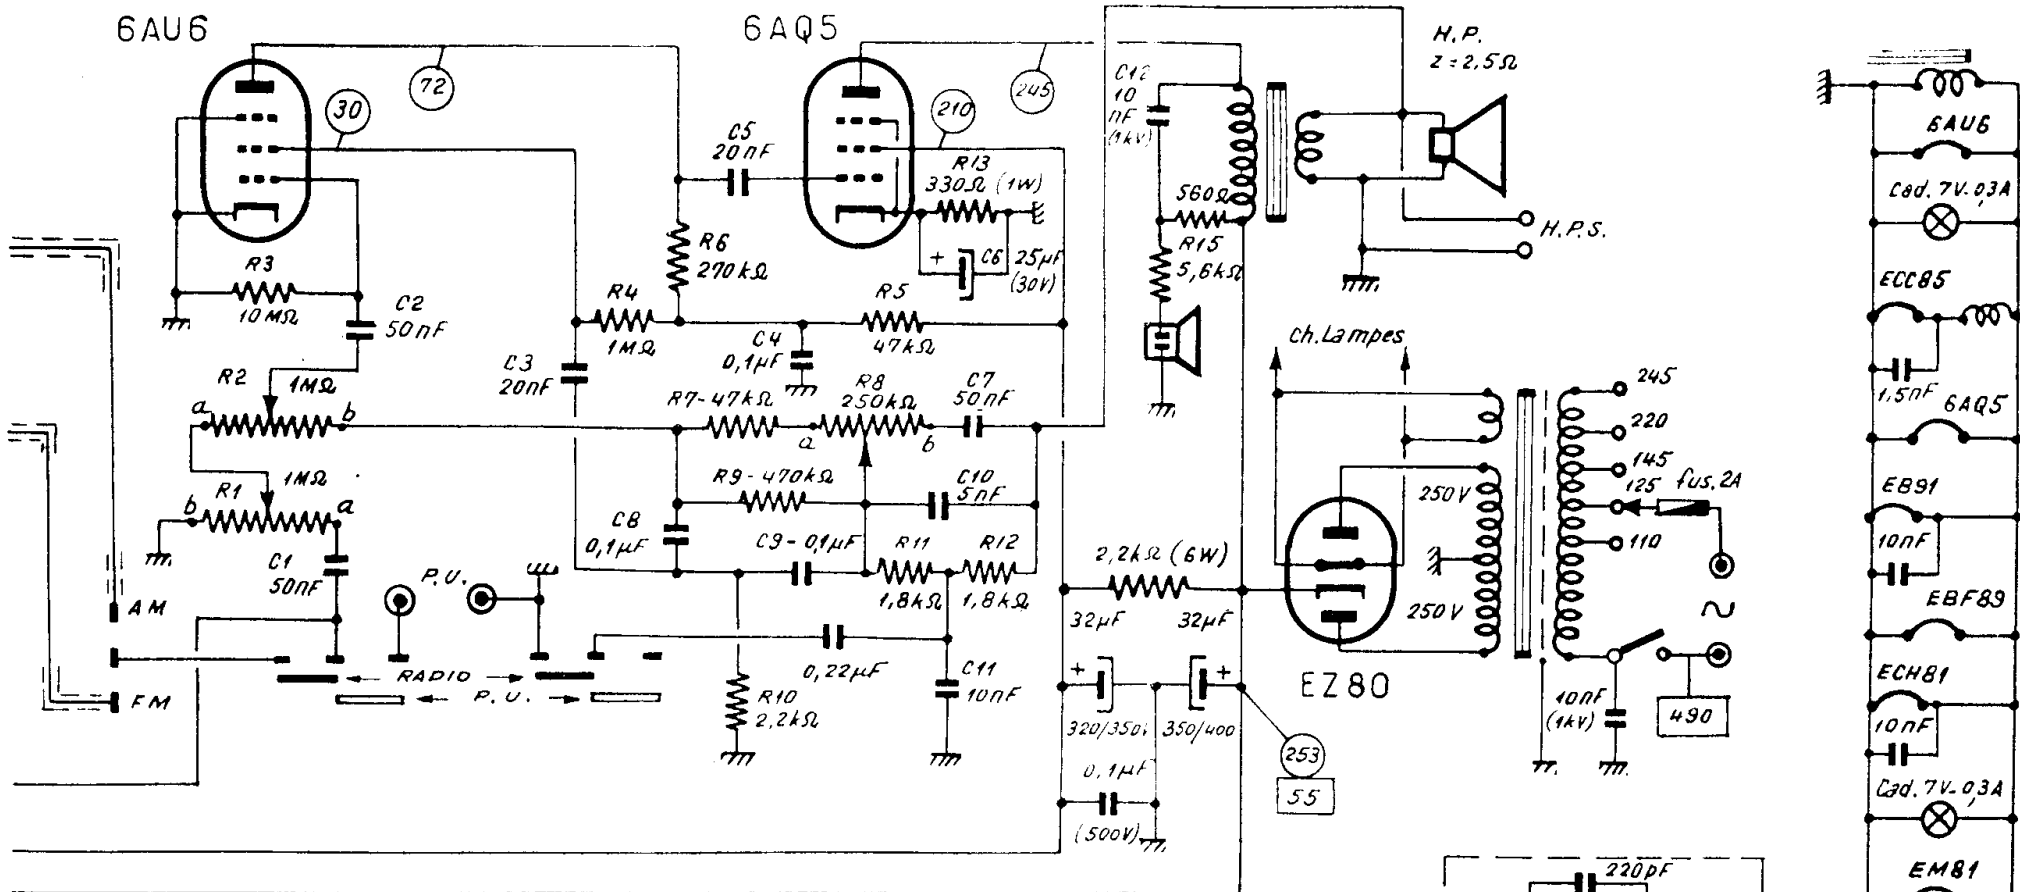 6AU6
6AQ5
72
30
245
210
C5
20nF
R13
330Ω (1W)
C6
+
25µF
(30V)
C12
10
nF
(1kV)
560Ω
R15
5,6kΩ
H.P.
z=2,5Ω
H.P.S.
R3
10MΩ
C2
50nF
R6
270kΩ
R4
1MΩ
R5
47kΩ
C4
0,1µF
C3
20nF
R2
1MΩ
a
b
R7-47kΩ
R8
250kΩ
a
b
C7
50nF
R1
1MΩ
b
a
R9-470kΩ
C10
5nF
C8
0,1µF
C9-0,1µF
R11
1,8kΩ
R12
1,8kΩ
C1
50nF
P.U.
AM
FM
RADIO
P.U.
0,22µF
R10
2,2kΩ
C11
10nF
2,2kΩ (6W)
32µF
32µF
+
+
320/350
350/400
0,1µF
(500V)
253
55
ch.Lampes
250V
250V
EZ80
245
220
145
125
110
fus.2A
10nF
(1kV)
490
220pF
6AU6
Cad.7V-0,3A
ECC85
1,5nF
6AQ5
EB91
10nF
EBF89
ECH81
10nF
Cad.7V-0,3A
EM81